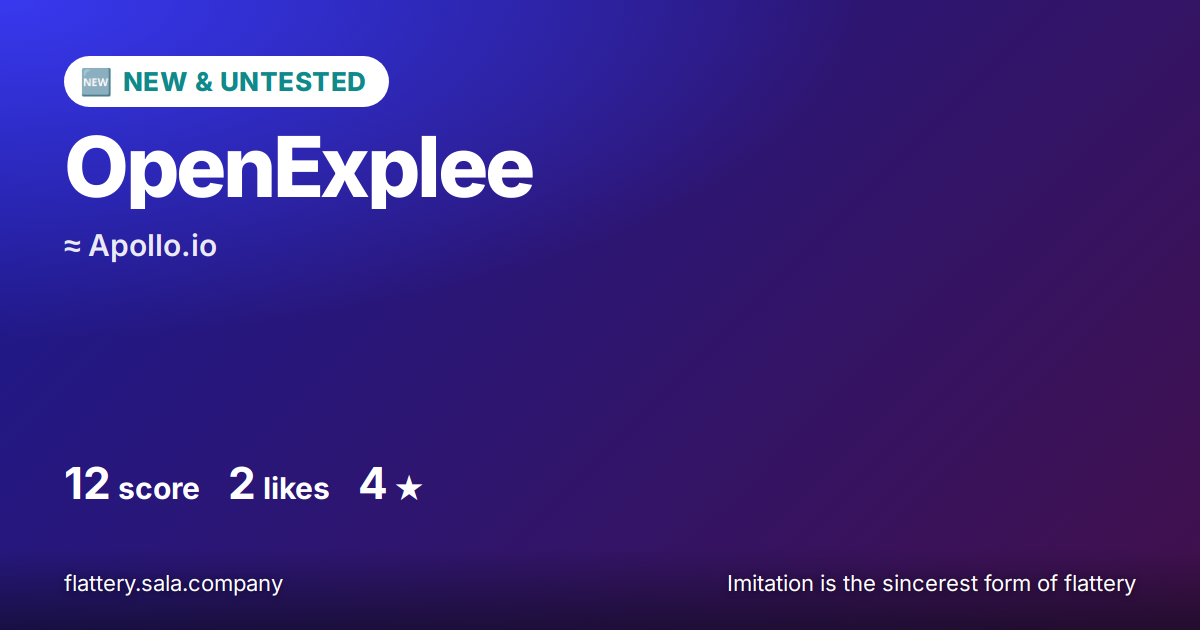 🆕 NEW & UNTESTED
OpenExplee
≈ Apollo.io
12 score 2 likes 4 ★
flattery.sala.company
Imitation is the sincerest form of flattery